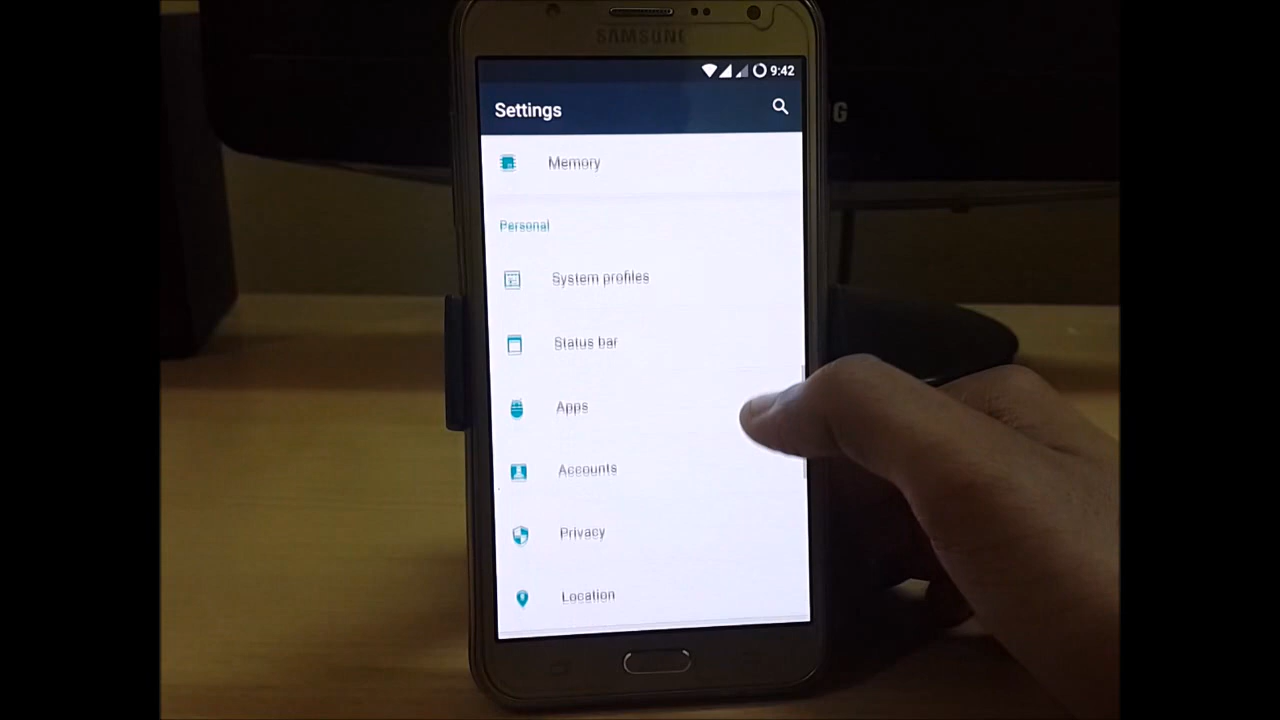 SAMSUNG
9:42
Settings
Memory
Personal
System profiles
Status bar
Apps
Accounts
Privacy
Location
G